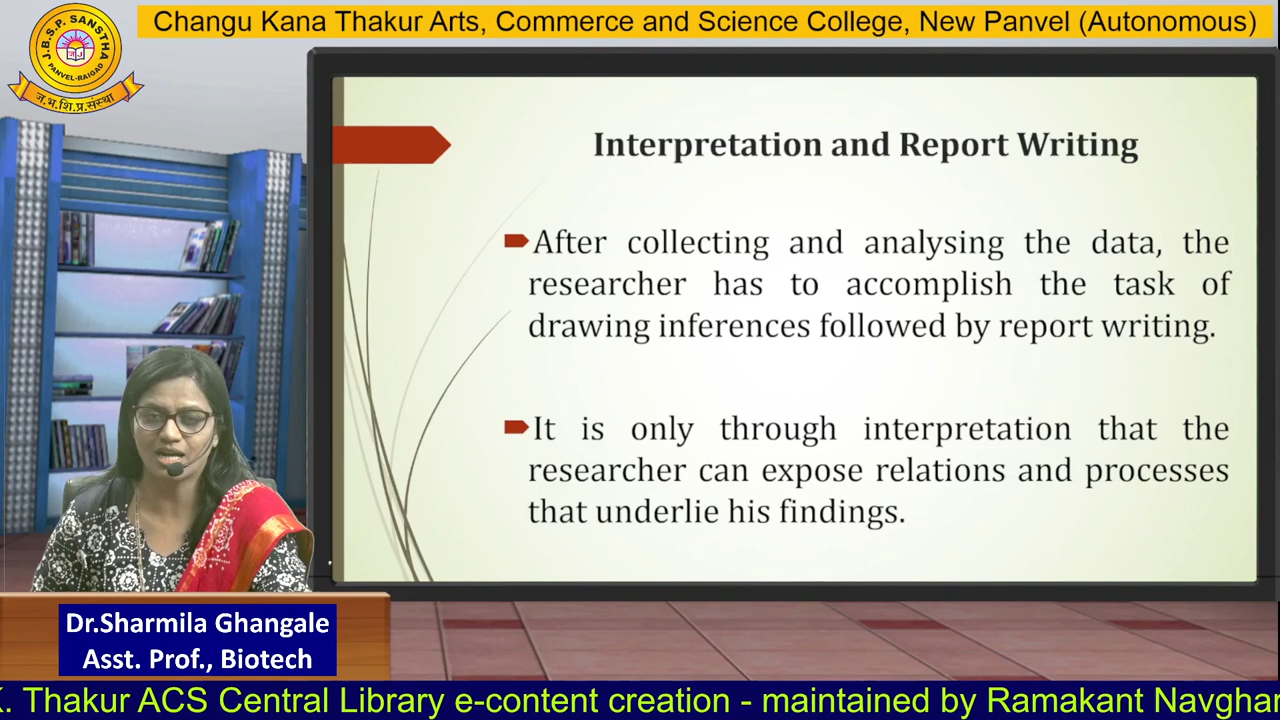 Changu Kana Thakur Arts, Commerce and Science College, New Panvel (Autonomous)
J.B.S.P. SANSTHA
PANVEL-RAIGAD
ज.भ.शि.प्र.संस्था
Interpretation and Report Writing
After collecting and analysing the data, the
researcher has to accomplish the task of
drawing inferences followed by report writing.
It is only through interpretation that the
researcher can expose relations and processes
that underlie his findings.
Dr.Sharmila Ghangale
Asst. Prof., Biotech
K. Thakur ACS Central Library e-content creation - maintained by Ramakant Navghar